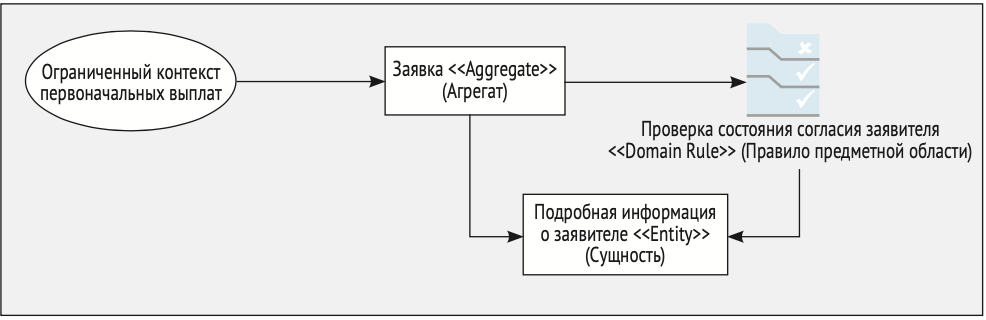 Ограниченный контекст
первоначальных выплат
Заявка <<Aggregate>>
(Агрегат)
Проверка состояния согласия заявителя
<<Domain Rule>> (Правило предметной области)
Подробная информация
о заявителе <<Entity>>
(Сущность)